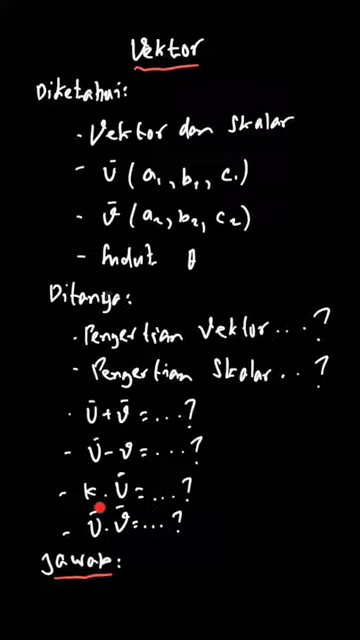 Vektor
Diketahui:
- Vektor dan Skalar
- Ū (a₁, b₁, c₁)
- v̄ (a₂, b₂, c₂)
- Sudut θ
Ditanya:
- Pengertian Vektor ...?
- Pengertian Skalar ...?
- Ū + v̄ = ...?
- Ū - v = ...?
- k . Ū = ...?
- Ū . v̄ = ...?
Jawab: